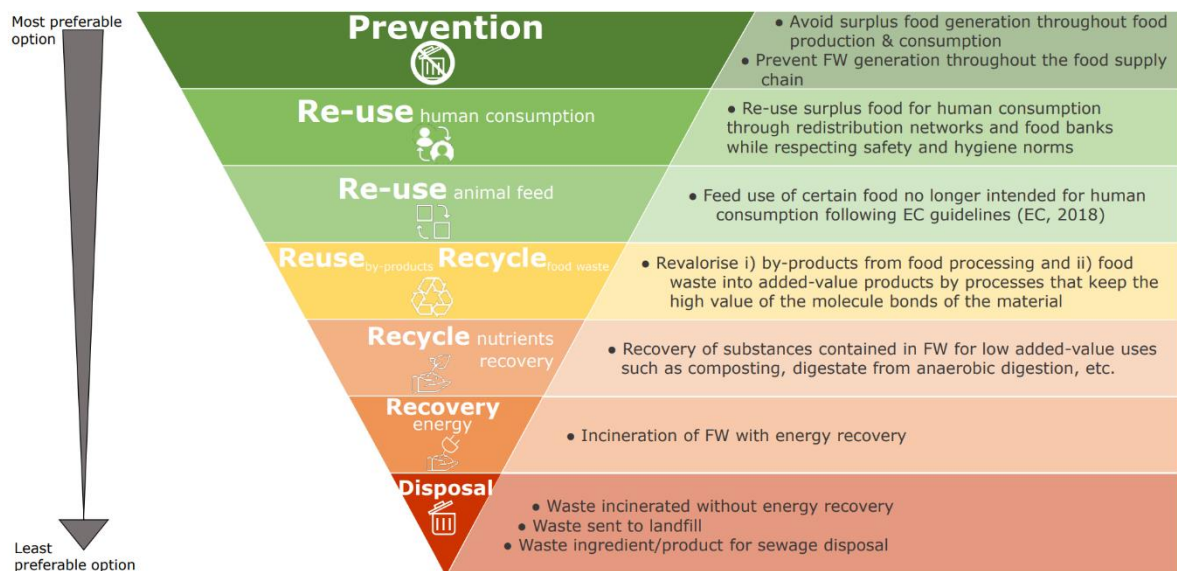 Most preferable
option
Prevention
● Avoid surplus food generation throughout food
production & consumption
● Prevent FW generation throughout the food supply
chain
Re-use human consumption
● Re-use surplus food for human consumption
through redistribution networks and food banks
while respecting safety and hygiene norms
Re-use animal feed
● Feed use of certain food no longer intended for human
consumption following EC guidelines (EC, 2018)
Reuse by-products Recycle food waste
● Revalorise i) by-products from food processing and ii) food
waste into added-value products by processes that keep the
high value of the molecule bonds of the material
Recycle nutrients
recovery
● Recovery of substances contained in FW for low added-value uses
such as composting, digestate from anaerobic digestion, etc.
Recovery
energy
● Incineration of FW with energy recovery
Disposal
● Waste incinerated without energy recovery
● Waste sent to landfill
● Waste ingredient/product for sewage disposal
Least
preferable option